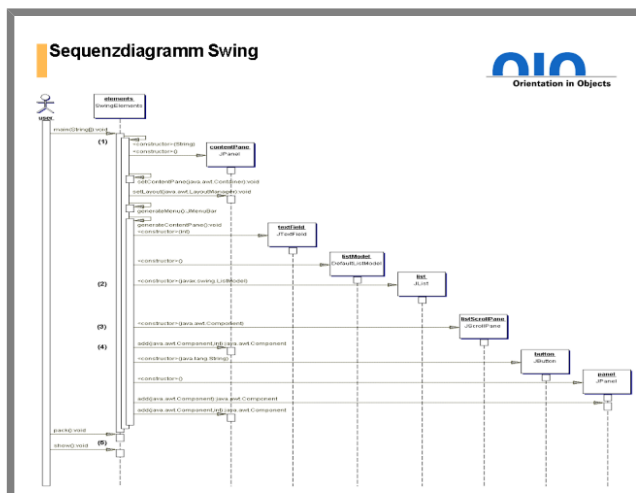 Sequenzdiagramm Swing
Orientation in Objects
user
elements
SwingElements
main(String[]):void
(1)
<constructor>(String)
<constructor>()
contentPane
JPanel
setContentPane(java.awt.Container):void
setLayout(java.awt.LayoutManager):void
generateMenu():JMenuBar
generateContentPane():void
<constructor>(int)
textField
JTextField
<constructor>()
listModel
DefaultListModel
(2)
<constructor>(javax.swing.ListModel)
list
JList
(3)
<constructor>(java.awt.Component)
listScrollPane
JScrollPane
(4)
add(java.awt.Component,int):java.awt.Component
<constructor>(java.lang.String)
button
JButton
<constructor>()
panel
JPanel
add(java.awt.Component):java.awt.Component
add(java.awt.Component,int):java.awt.Component
pack():void
(5)
show():void